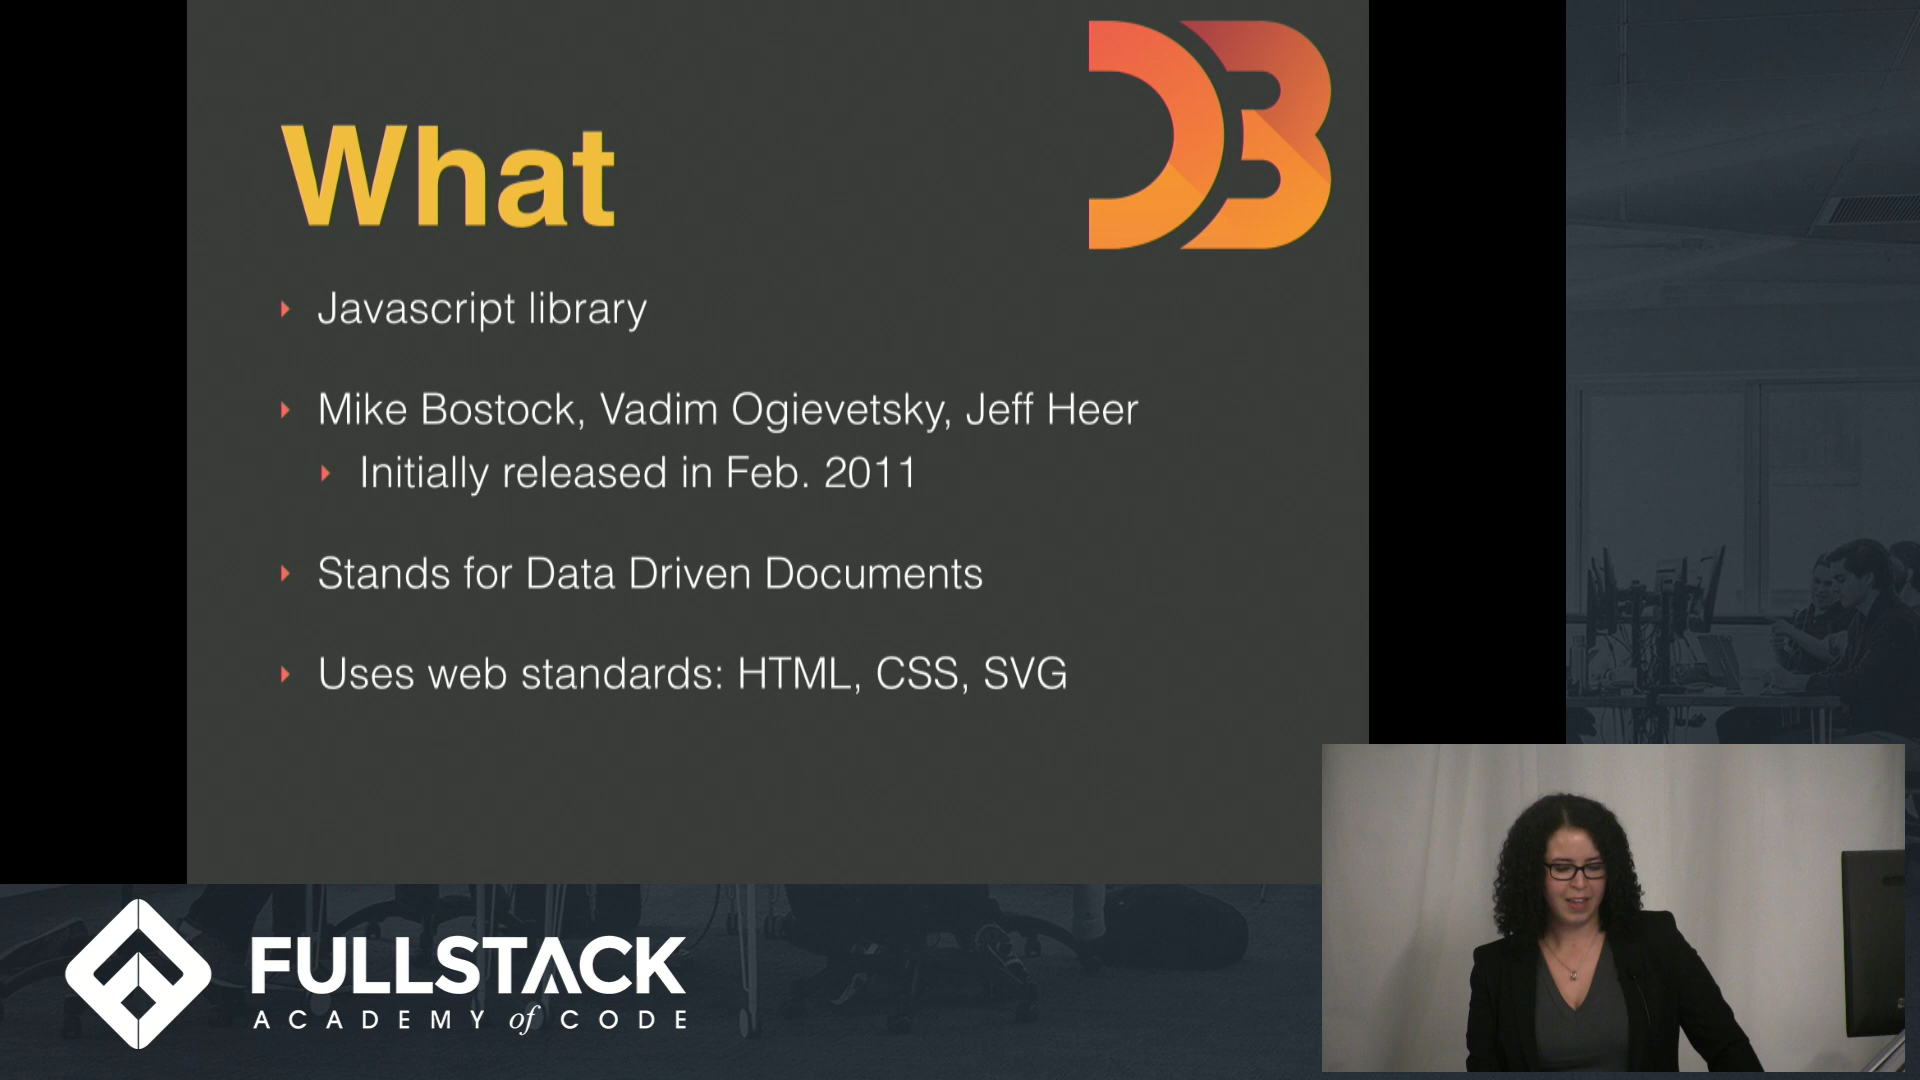 D3
What
Javascript library
Mike Bostock, Vadim Ogievetsky, Jeff Heer
Initially released in Feb. 2011
Stands for Data Driven Documents
Uses web standards: HTML, CSS, SVG
FULLSTACK
ACADEMY of CODE